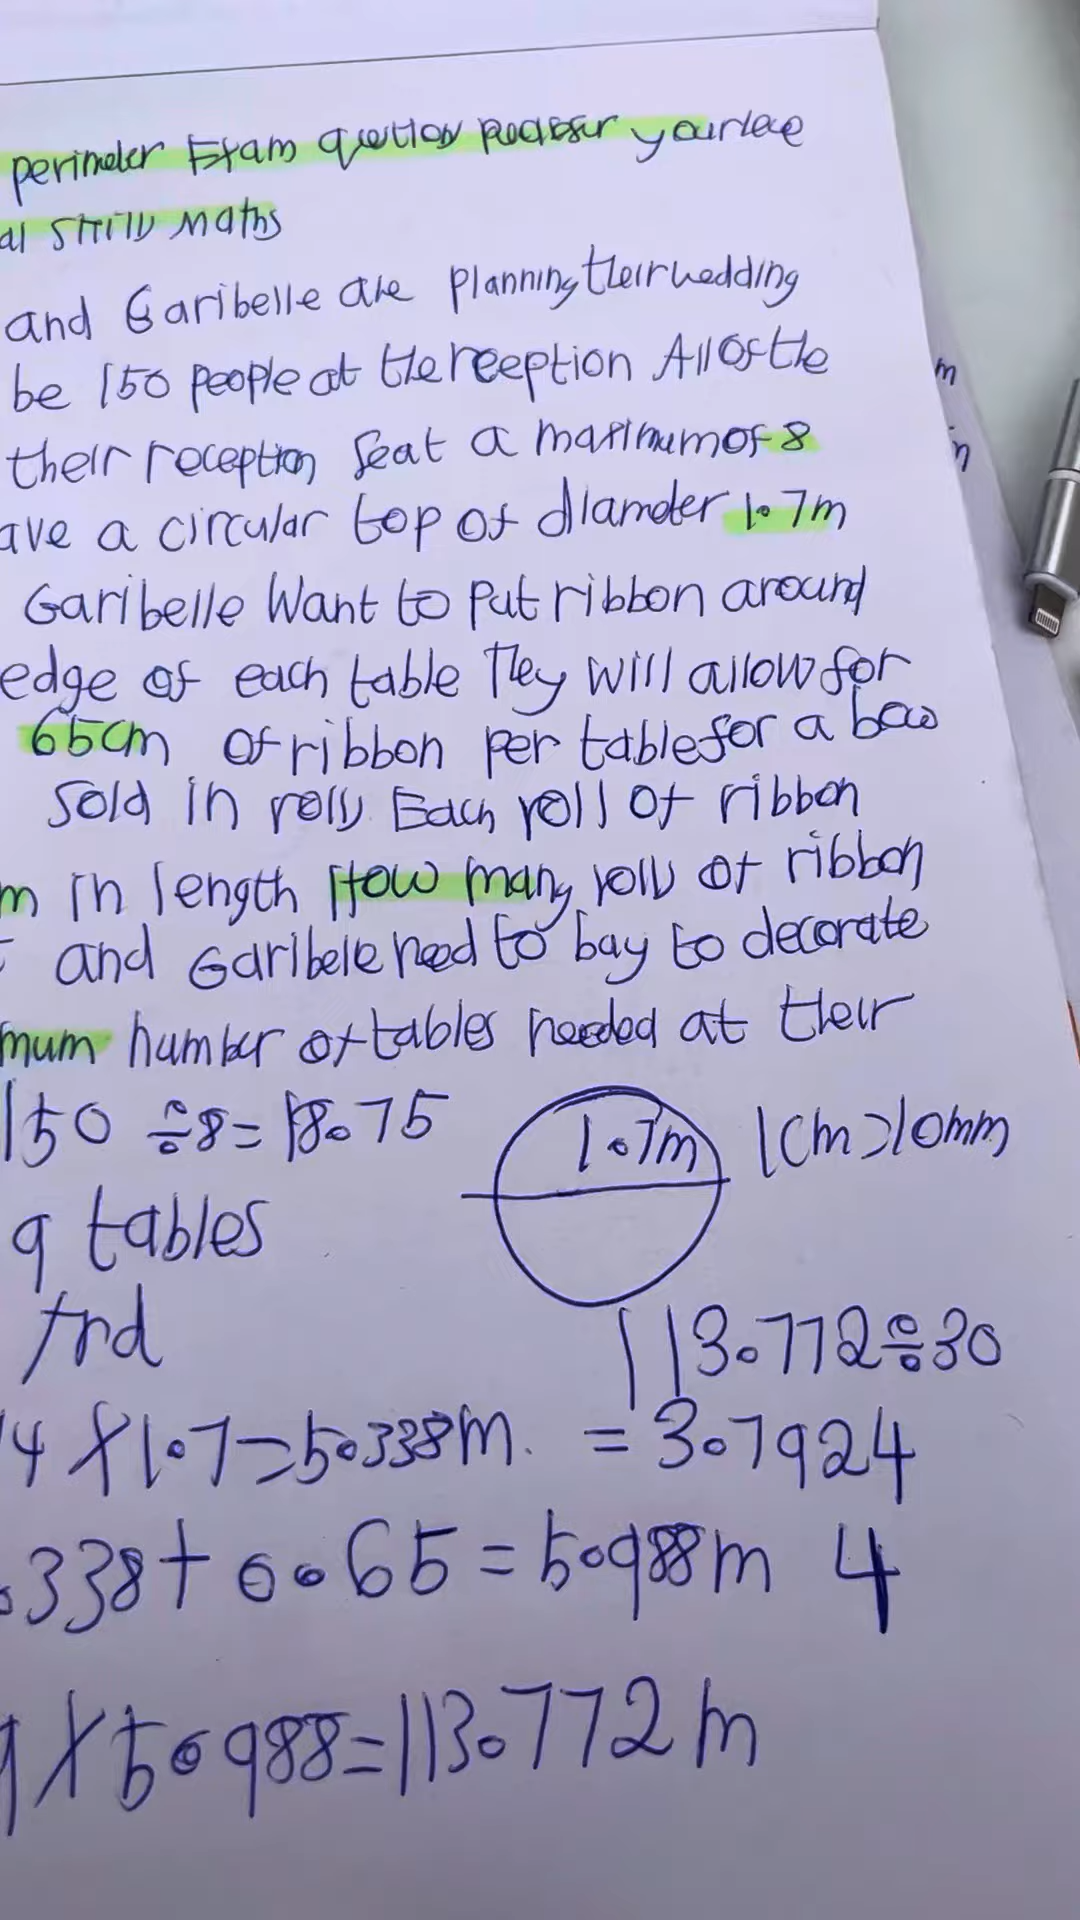 perimeter Exam question
al Skills Maths
and Garibelle are planning their wedding
be 150 people at the reception All of the
their reception seat a maximum of 8
ave a circular top of diameter 1.7m
Garibelle Want to put ribbon around
edge of each table They will allow for
65cm of ribbon per table for a bow
Sold in rolls Each roll of ribbon
m in length How many rolls of ribbon
and Garibele need to buy to decorate
mum number of tables needed at their
150 ÷ 8 = 18.75
1.7m
1cm = 10mm
9 tables
πd
113.772 ÷ 30
4 × 1.7 = 5.338m
= 3.7924
.338 + 0.65 = 5.988m
4
9 × 5.988 = 113.772 m
m
n